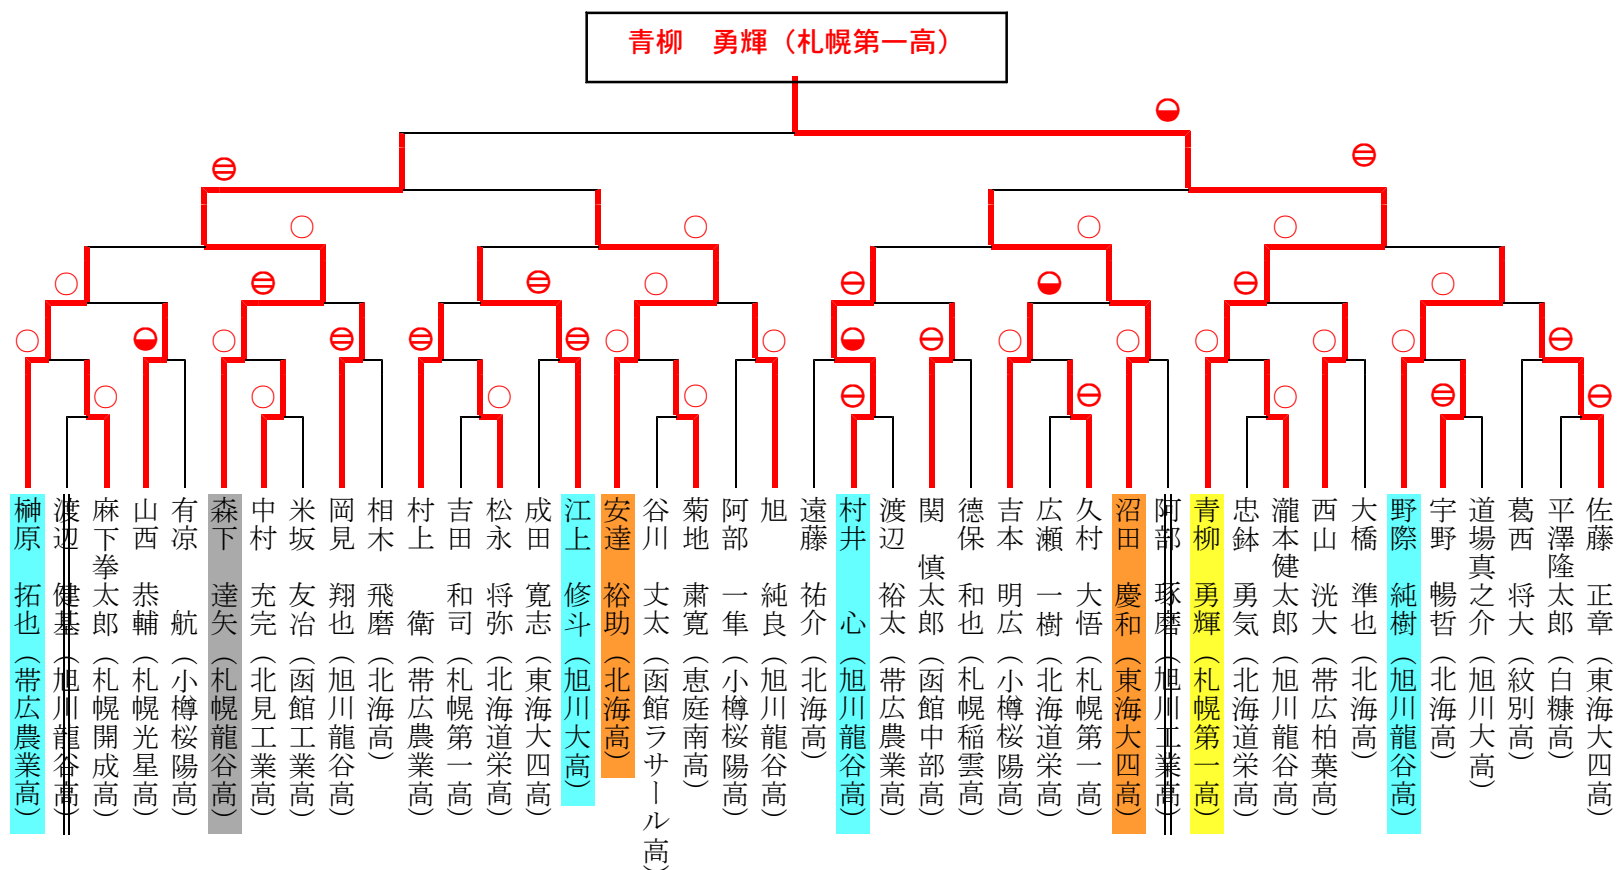 青柳　勇輝（札幌第一高）
榊原　拓也（帯広農業高）
渡辺　健基（旭川龍谷高）
麻下拳太郎（札幌開成高）
山西　恭輔（札幌光星高）
有凉　　航（小樽桜陽高）
森下　達矢（札幌龍谷高）
中村　充完（北見工業高）
米坂　友冶（函館工業高）
岡見　翔也（旭川龍谷高）
相木　飛磨（北海高）
村上　　衛（帯広農業高）
吉田　和司（札幌第一高）
松永　将弥（北海道栄高）
成田　寛志（東海大四高）
江上　修斗（旭川大高）
安達　裕助（北海高）
谷川　丈太（函館ラサール高）
菊地　粛寛（恵庭南高）
阿部　一隼（小樽桜陽高）
旭　　純良（旭川龍谷高）
遠藤　祐介（北海高）
村井　　心（旭川龍谷高）
渡辺　裕太（帯広農業高）
関　慎太郎（函館中部高）
徳保　和也（札幌稲雲高）
吉本　明広（小樽桜陽高）
広瀬　一樹（北海道栄高）
久村　大悟（札幌第一高）
沼田　慶和（東海大四高）
阿部　琢磨（旭川工業高）
青柳　勇輝（札幌第一高）
忠鉢　勇気（北海道栄高）
瀧本健太郎（旭川龍谷高）
西山　洸大（帯広柏葉高）
大橋　準也（北海高）
野際　純樹（旭川龍谷高）
宇野　暢哲（北海高）
道場真之介（旭川大高）
葛西　将大（紋別高）
平澤隆太郎（白糠高）
佐藤　正章（東海大四高）